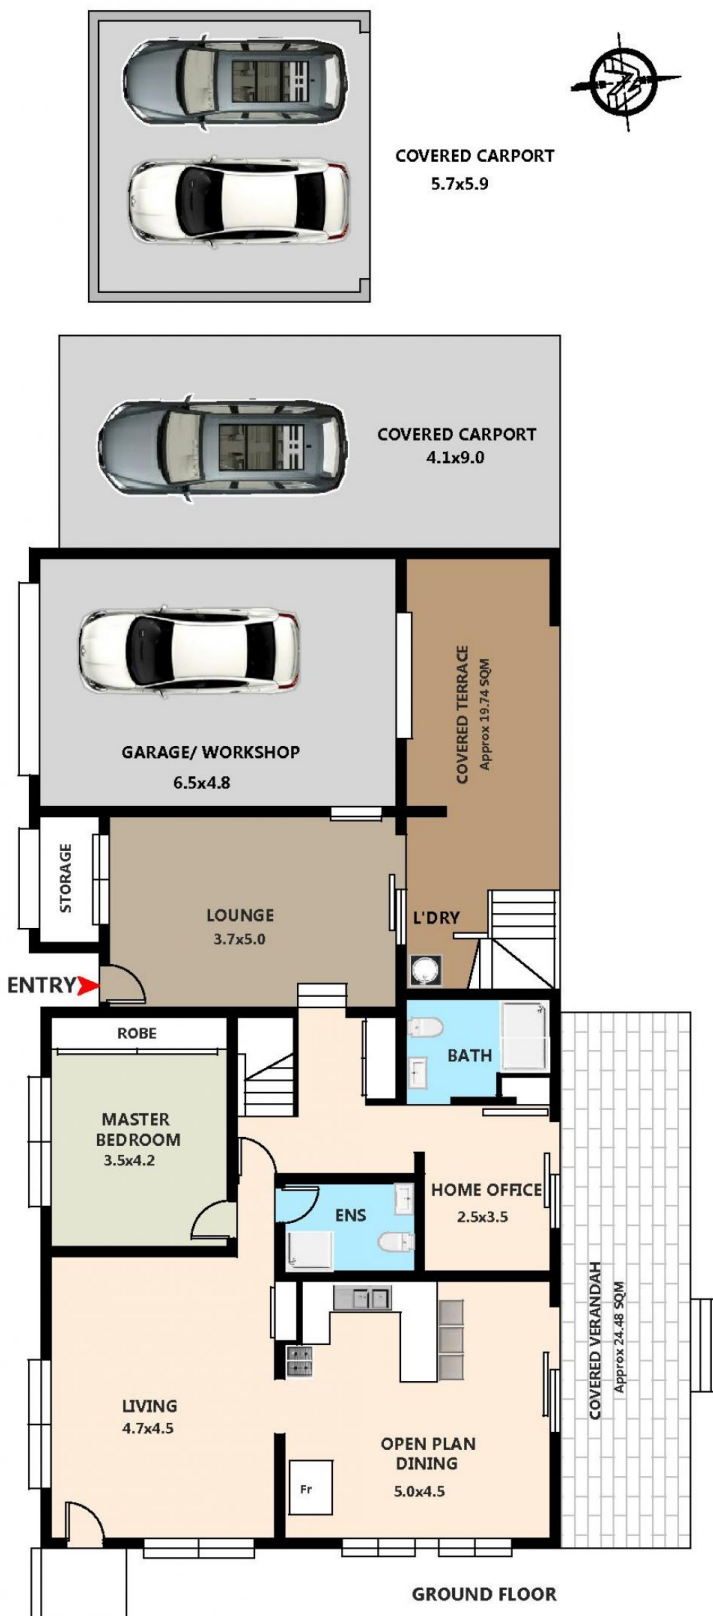 N
COVERED CARPORT
5.7x5.9
COVERED CARPORT
4.1x9.0
COVERED TERRACE
Approx 19.74 SQM
GARAGE/ WORKSHOP
6.5x4.8
STORAGE
LOUNGE
3.7x5.0
L'DRY
ENTRY
ROBE
BATH
MASTER
BEDROOM
3.5x4.2
HOME OFFICE
2.5x3.5
ENS
COVERED VERANDAH
Approx 24.48 SQM
LIVING
4.7x4.5
OPEN PLAN
DINING
5.0x4.5
Fr
GROUND FLOOR